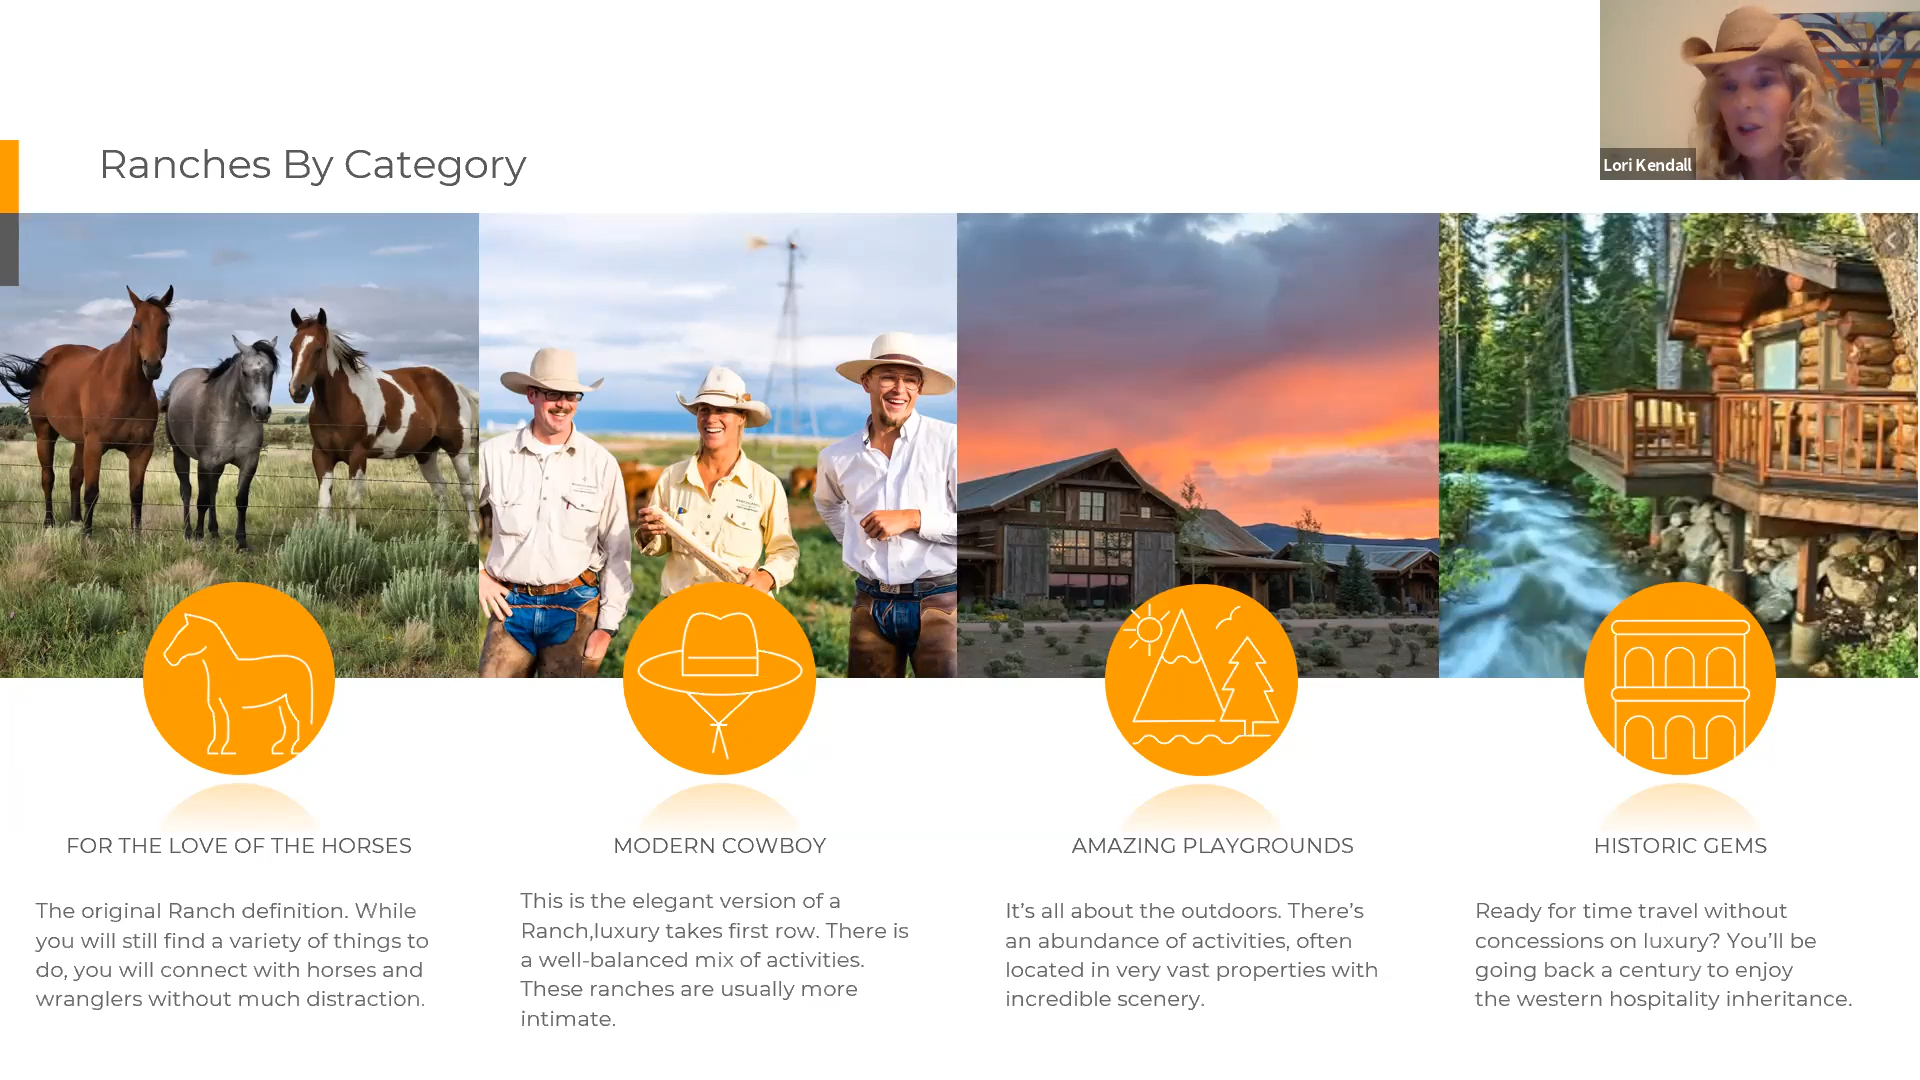 Lori Kendall
Ranches By Category
FOR THE LOVE OF THE HORSES
The original Ranch definition. While
you will still find a variety of things to
do, you will connect with horses and
wranglers without much distraction.
MODERN COWBOY
This is the elegant version of a
Ranch,luxury takes first row. There is
a well-balanced mix of activities.
These ranches are usually more
intimate.
AMAZING PLAYGROUNDS
It’s all about the outdoors. There’s
an abundance of activities, often
located in very vast properties with
incredible scenery.
HISTORIC GEMS
Ready for time travel without
concessions on luxury? You’ll be
going back a century to enjoy
the western hospitality inheritance.